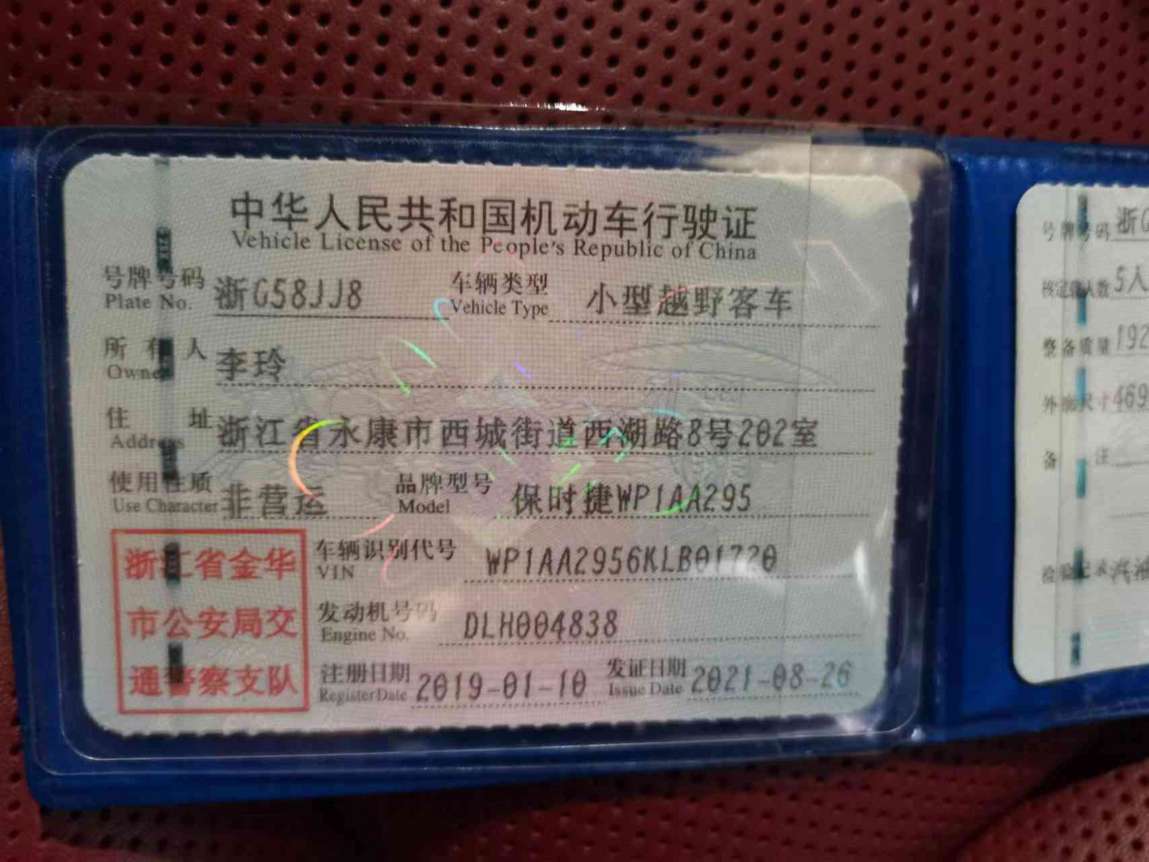 中华人民共和国机动车行驶证
Vehicle License of the People's Republic of China
号牌号码 浙G58JJ8 车辆类型 小型越野客车
Plate No. Vehicle Type
所有人 李玲
Owner
住址 浙江省永康市西城街道西湖路8号202室
Address
使用性质 非营运 品牌型号 保时捷WP1AA295
Use Character Model
浙江省金华
市公安局交
通警察支队
车辆识别代号 WP1AA2956KLB01720
VIN
发动机号码 DLH004838
Engine No.
注册日期 2019-01-10 发证日期 2021-08-26
Register Date Issue Date
号牌号码 浙G
核定载人数 5人
整备质量 192
外廓尺寸 469
备注
检验记录 汽油